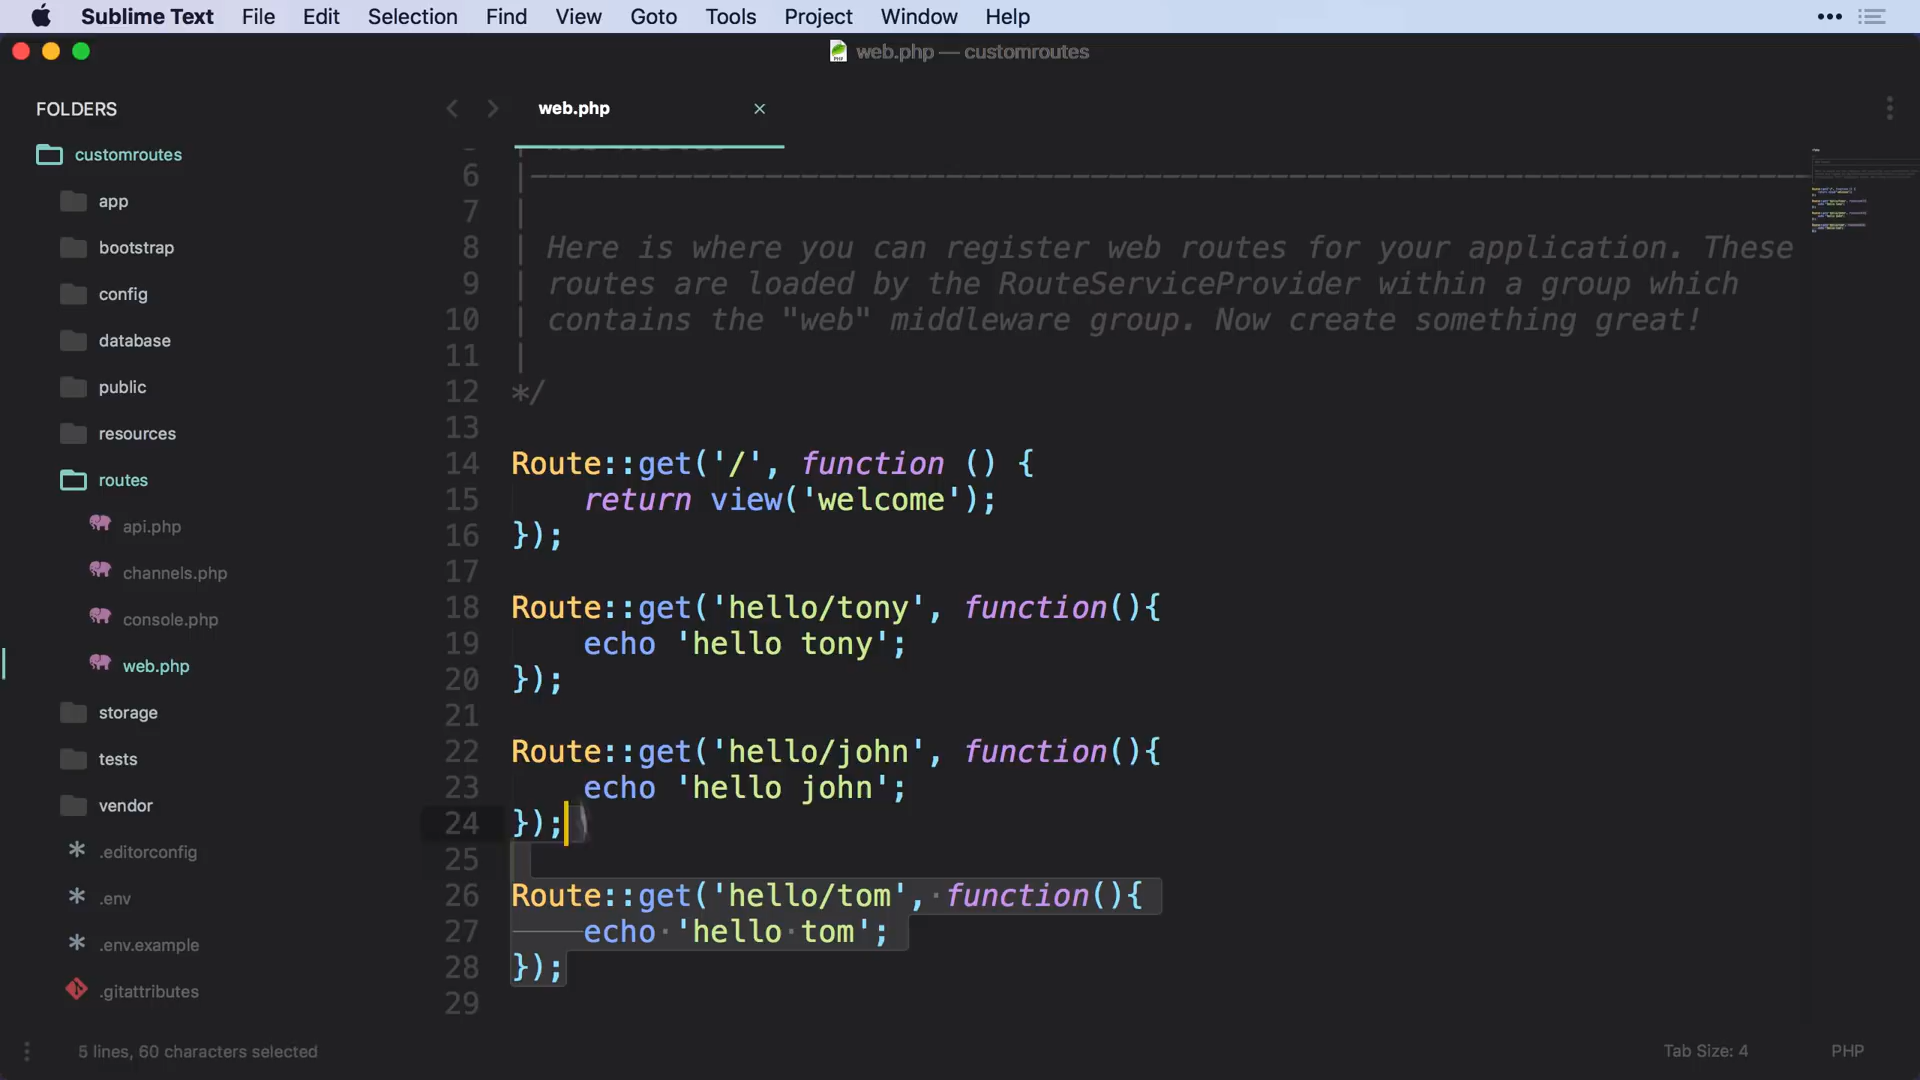 Sublime Text File Edit Selection Find View Goto Tools Project Window Help
web.php — customroutes
FOLDERS
customroutes
app
bootstrap
config
database
public
resources
routes
api.php
channels.php
console.php
web.php
storage
tests
vendor
.editorconfig
.env
.env.example
.gitattributes
web.php ×
6 |--------------------------------------------------------------------------
7 |
8 | Here is where you can register web routes for your application. These
9 | routes are loaded by the RouteServiceProvider within a group which
10 | contains the "web" middleware group. Now create something great!
11 |
12 */
13
14 Route::get('/', function () {
15 return view('welcome');
16 });
17
18 Route::get('hello/tony', function(){
19 echo 'hello tony';
20 });
21
22 Route::get('hello/john', function(){
23 echo 'hello john';
24 });
25
26 Route::get('hello/tom', function(){
27 echo 'hello tom';
28 });
29
5 lines, 60 characters selected
Tab Size: 4 PHP